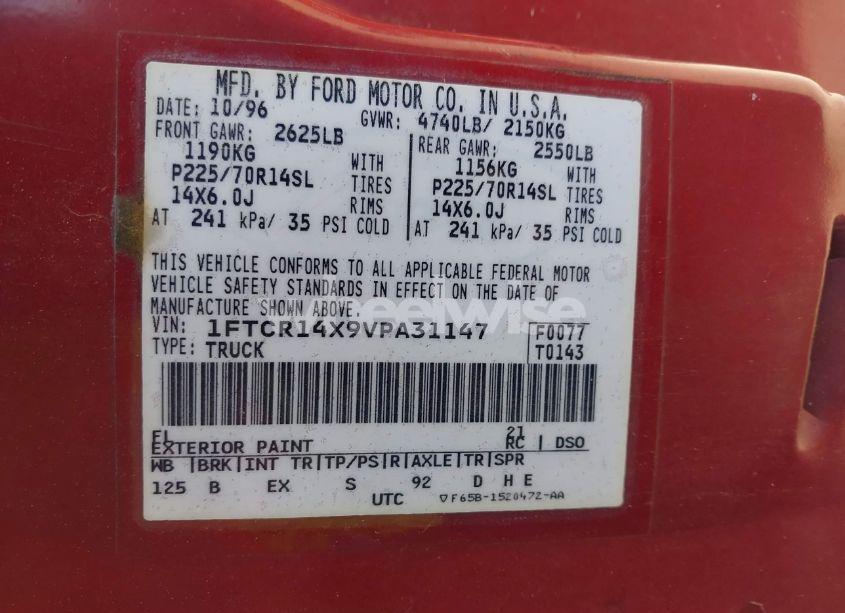 MFD. BY FORD MOTOR CO. IN U.S.A.
DATE: 10/96 GVWR: 4740LB/ 2150KG
FRONT GAWR: 2625LB REAR GAWR: 2550LB
1190KG WITH 1156KG WITH
P225/70R14SL TIRES P225/70R14SL TIRES
14X6.0J RIMS 14X6.0J RIMS
AT 241 kPa/ 35 PSI COLD AT 241 kPa/ 35 PSI COLD
THIS VEHICLE CONFORMS TO ALL APPLICABLE FEDERAL MOTOR
VEHICLE SAFETY STANDARDS IN EFFECT ON THE DATE OF
MANUFACTURE SHOWN ABOVE.
VIN: 1FTCR14X9VPA31147 F0077
TYPE: TRUCK T0143
FL 21
EXTERIOR PAINT RC | DSO
WB |BRK|INT TR|TP/PS|R|AXLE|TR|SPR
125 B EX S 92 D H E
UTC ▽F65B-1520472-AA